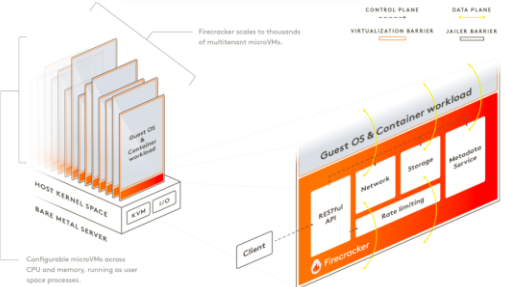 CONTROL PLANE
DATA PLANE
VIRTUALIZATION BARRIER
JAILER BARRIER
Firecracker scales to thousands
of multitenant microVMs.
Guest OS
&
Container
workload
HOST KERNEL SPACE
KVM
I/O
BARE METAL SERVER
Configurable microVMs across
CPU and memory, running as user
space processes.
Guest OS & Container workload
RESTful
API
Network
Storage
Metadata
Service
Rate limiting
Client
Firecracker